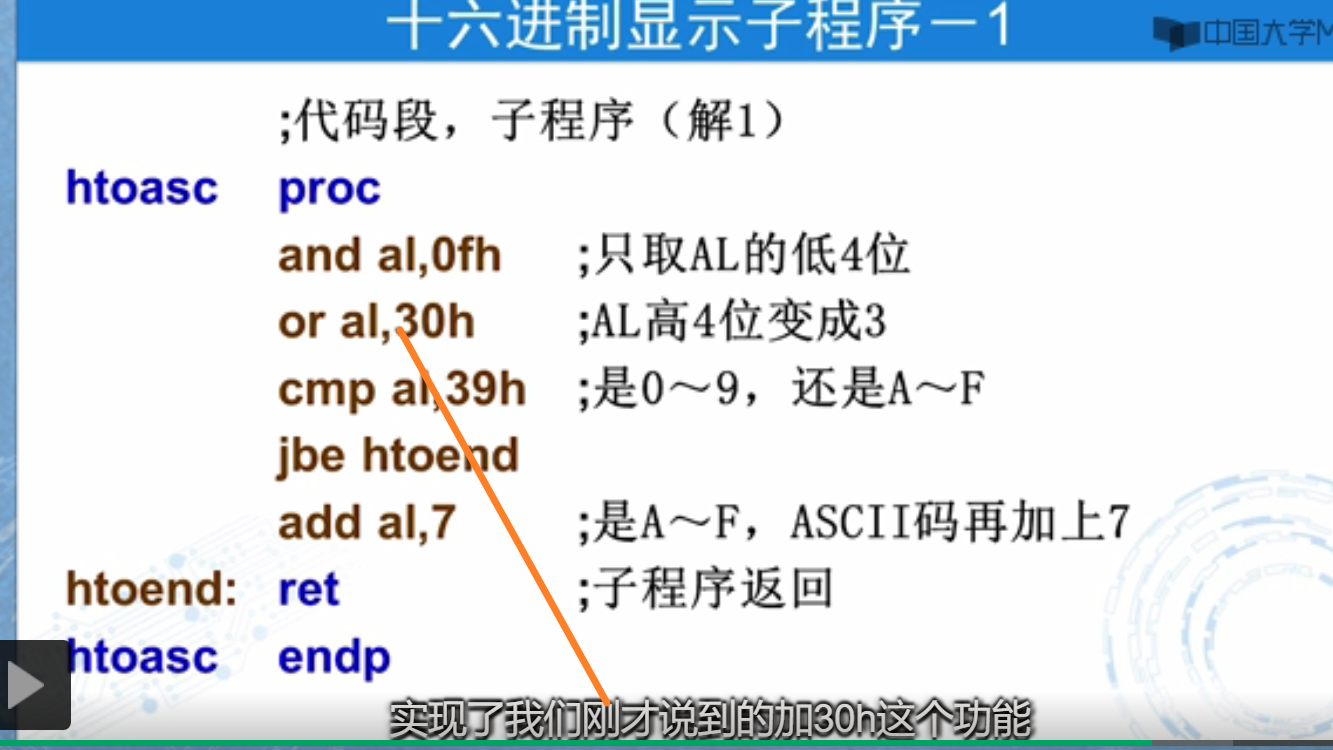 十六进制显示子程序－1
中国大学M
;代码段，子程序（解1）
htoasc proc
and al,0fh ;只取AL的低4位
or al,30h ;AL高4位变成3
cmp al,39h ;是0～9，还是A～F
jbe htoend
add al,7 ;是A～F，ASCII码再加上7
htoend: ret ;子程序返回
htoasc endp
实现了我们刚才说到的加30h这个功能